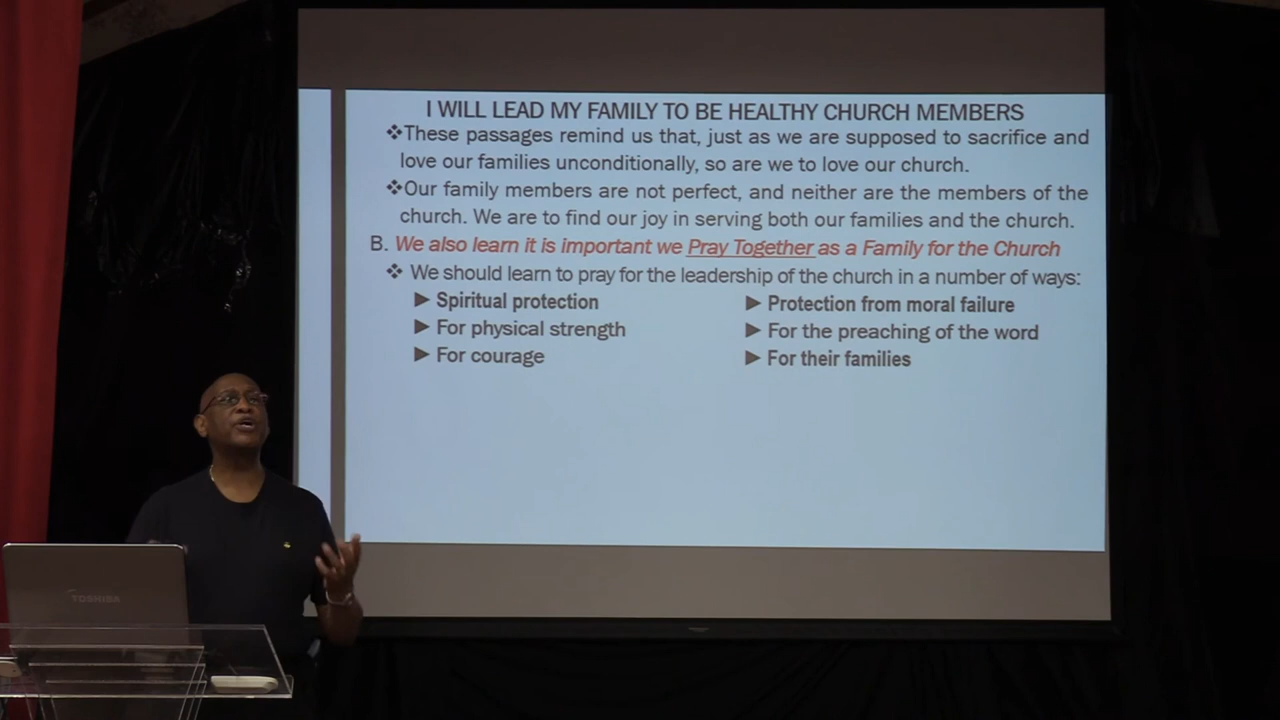 I WILL LEAD MY FAMILY TO BE HEALTHY CHURCH MEMBERS
❖These passages remind us that, just as we are supposed to sacrifice and
love our families unconditionally, so are we to love our church.
❖Our family members are not perfect, and neither are the members of the
church. We are to find our joy in serving both our families and the church.
B. We also learn it is important we Pray Together as a Family for the Church
❖ We should learn to pray for the leadership of the church in a number of ways:
► Spiritual protection
► For physical strength
► For courage
► Protection from moral failure
► For the preaching of the word
► For their families
TOSHIBA